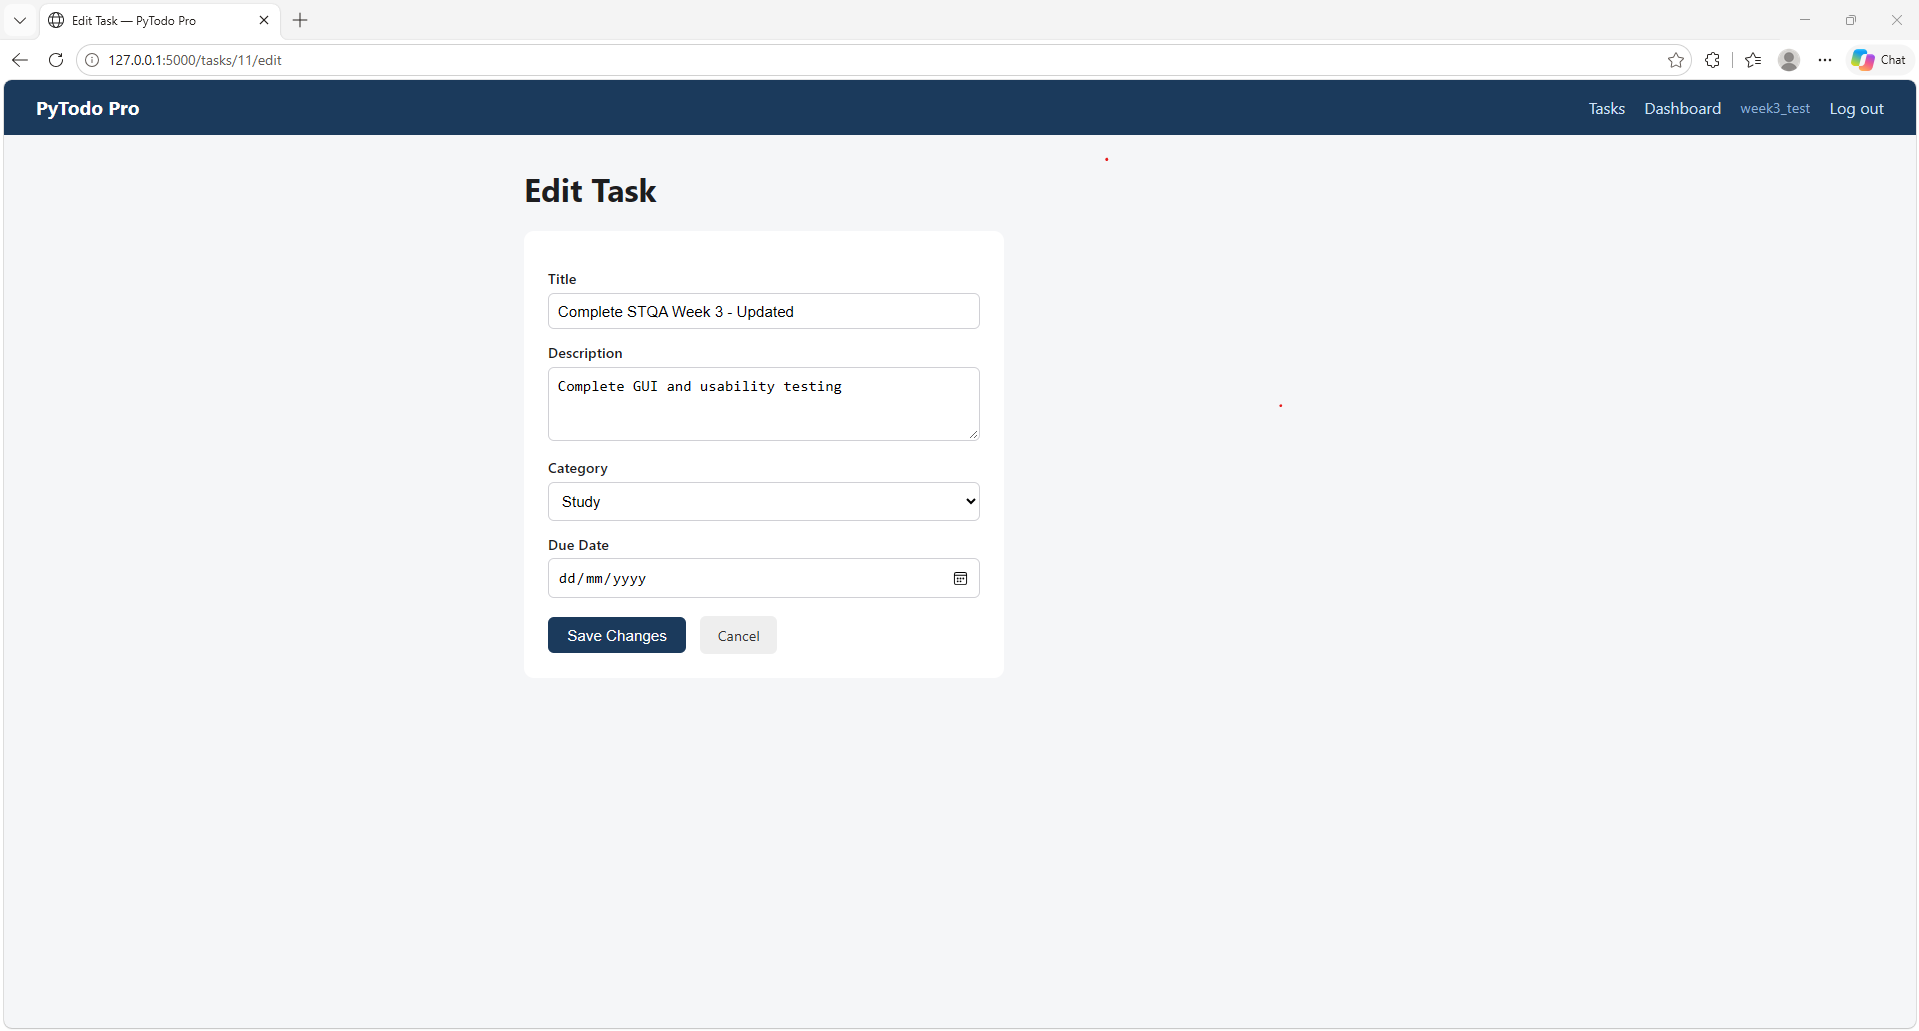 Edit Task — PyTodo Pro
127.0.0.1:5000/tasks/11/edit
Chat
PyTodo Pro
Tasks Dashboard week3_test Log out
Edit Task
Title
Complete STQA Week 3 - Updated
Description
Complete GUI and usability testing
Category
Study
Due Date
dd/mm/yyyy
Save Changes Cancel